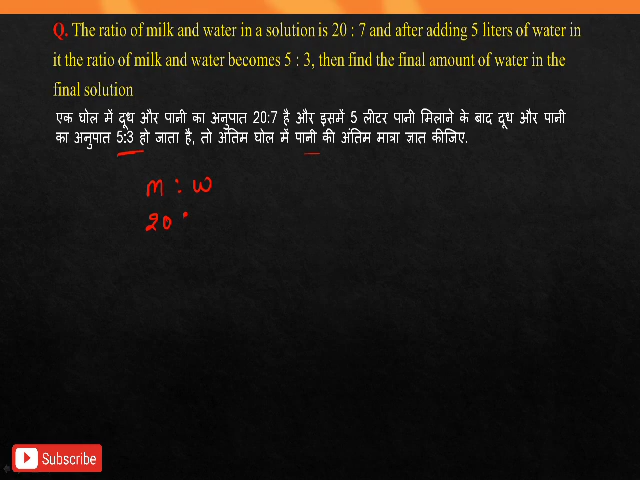 Q. The ratio of milk and water in a solution is 20 : 7 and after adding 5 liters of water in
it the ratio of milk and water becomes 5 : 3, then find the final amount of water in the
final solution
एक घोल में दूध और पानी का अनुपात 20:7 है और इसमें 5 लीटर पानी मिलाने के बाद दूध और पानी
का अनुपात 5:3 हो जाता है, तो अंतिम घोल में पानी की अंतिम मात्रा ज्ञात कीजिए.
m : w
20 :
Subscribe